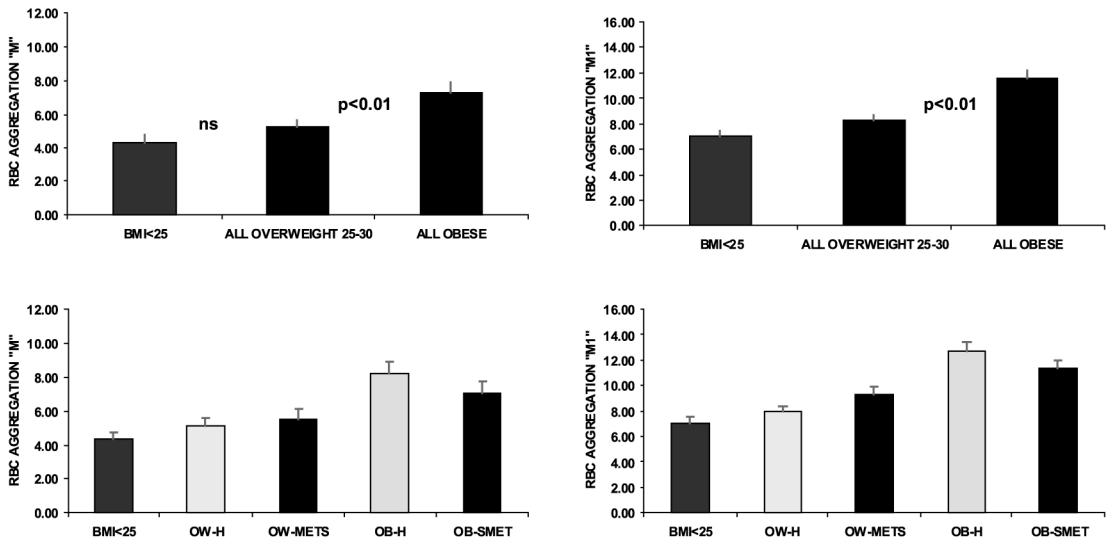 RBC AGGREGATION "M"
12.00
10.00
8.00
6.00
4.00
2.00
0.00
ns
p<0.01
BMI<25
ALL OVERWEIGHT 25-30
ALL OBESE
RBC AGGREGATION "M1"
16.00
14.00
12.00
10.00
8.00
6.00
4.00
2.00
0.00
p<0.01
BMI<25
ALL OVERWEIGHT 25-30
ALL OBESE
RBC AGGREGATION "M"
12.00
10.00
8.00
6.00
4.00
2.00
0.00
BMI<25
OW-H
OW-METS
OB-H
OB-SMET
RBC AGGREGATION "M1"
16.00
14.00
12.00
10.00
8.00
6.00
4.00
2.00
0.00
BMI<25
OW-H
OW-METS
OB-H
OB-SMET